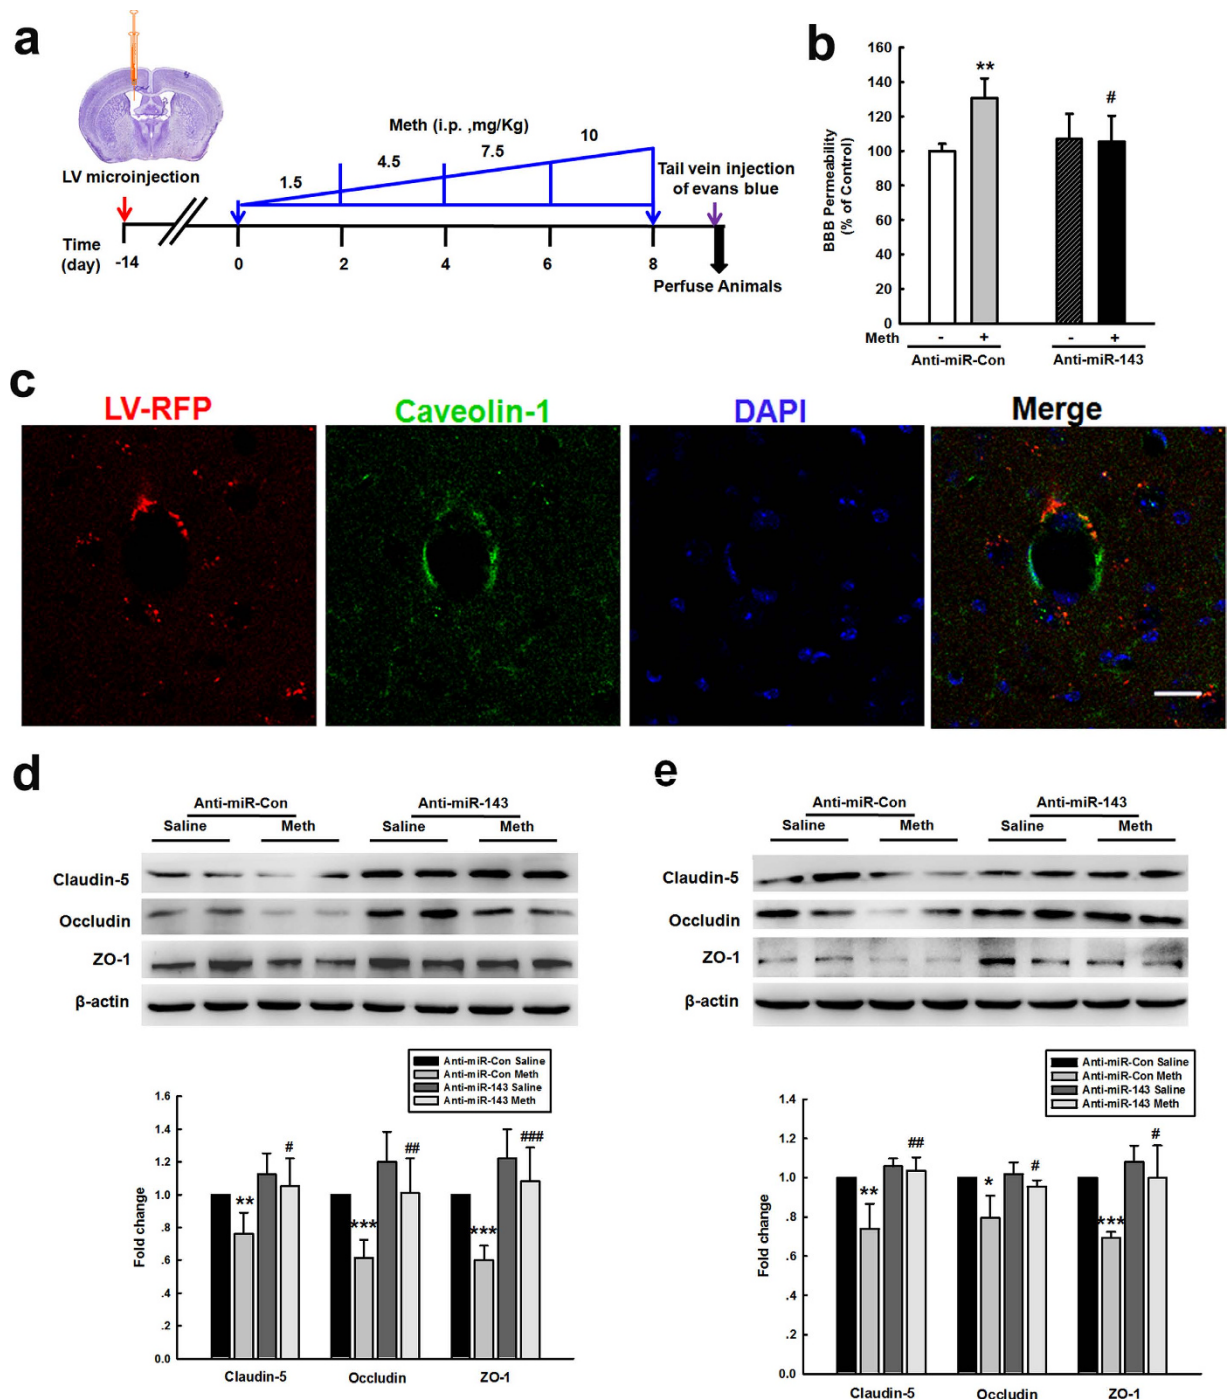 a
LV microinjection
Meth (i.p. ,mg/Kg)
1.5
4.5
7.5
10
Tail vein injection
of evans blue
Time
(day)
-14
0
2
4
6
8
Perfuse Animals
b
BBB Permeability
(% of Control)
160
140
120
100
80
60
40
20
0
**
#
Meth - + - +
Anti-miR-Con Anti-miR-143
c
LV-RFP Caveolin-1 DAPI Merge
d
Anti-miR-Con Anti-miR-143
Saline Meth Saline Meth
Claudin-5
Occludin
ZO-1
β-actin
Anti-miR-Con Saline
Anti-miR-Con Meth
Anti-miR-143 Saline
Anti-miR-143 Meth
Fold change
1.6
1.4
1.2
1.0
.8
.6
.4
.2
0.0
** # *** ## *** ###
Claudin-5 Occludin ZO-1
e
Anti-miR-Con Anti-miR-143
Saline Meth Saline Meth
Claudin-5
Occludin
ZO-1
β-actin
Anti-miR-Con Saline
Anti-miR-Con Meth
Anti-miR-143 Saline
Anti-miR-143 Meth
Fold change
1.4
1.2
1.0
.8
.6
.4
.2
0.0
** ## * # *** #
Claudin-5 Occludin ZO-1